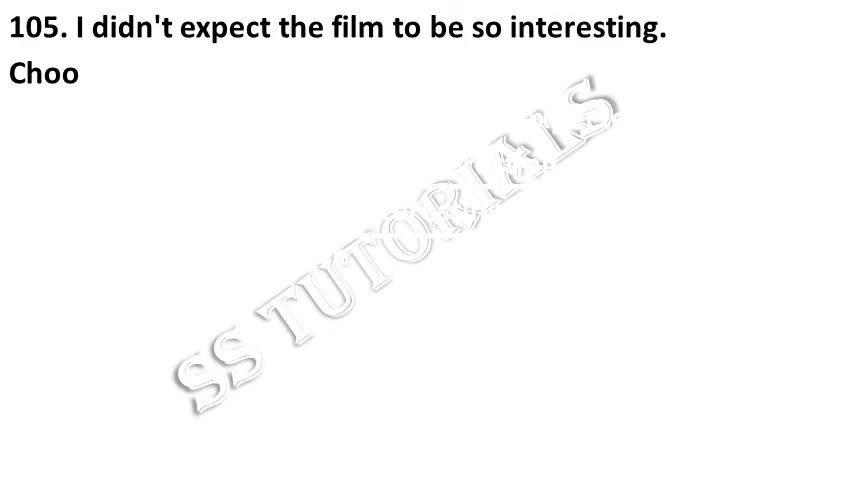 105. I didn't expect the film to be so interesting.
Choo
SS TUTORIALS